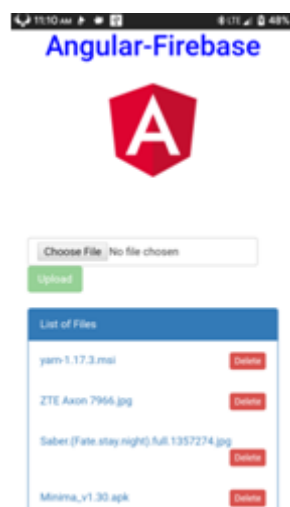 11:10 AM LTE 48%
Angular-Firebase
A
Choose File No file chosen
Upload
List of Files
yarn-1.17.3.msi Delete
ZTE Axon 7966.jpg Delete
Saber.(Fate.stay.night).full.1357274.jpg
Delete
Minima_v1.30.apk Delete